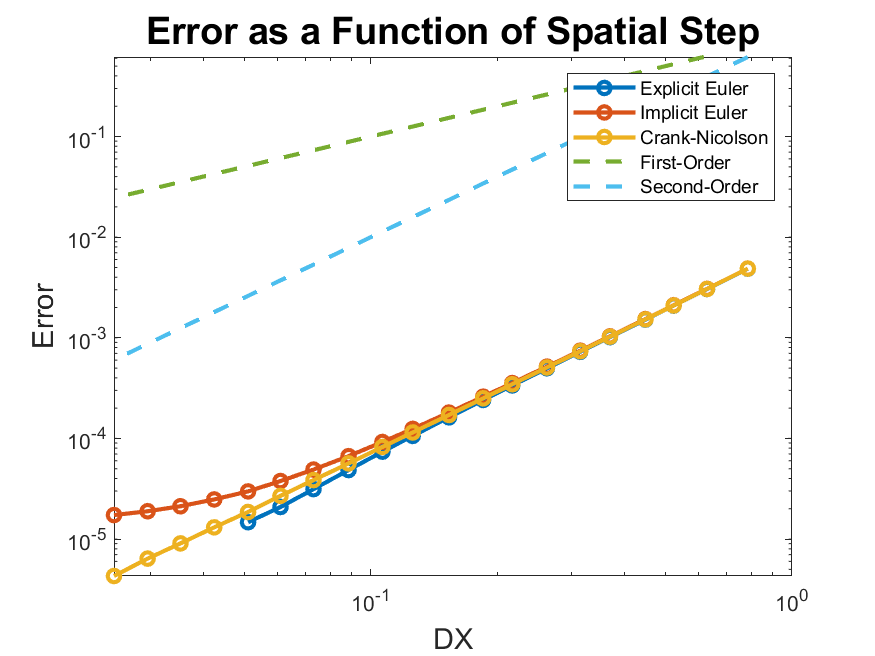 Error as a Function of Spatial Step
Explicit Euler
Implicit Euler
Crank-Nicolson
First-Order
Second-Order
Error
10^-1
10^-2
10^-3
10^-4
10^-5
10^-1
10^0
DX